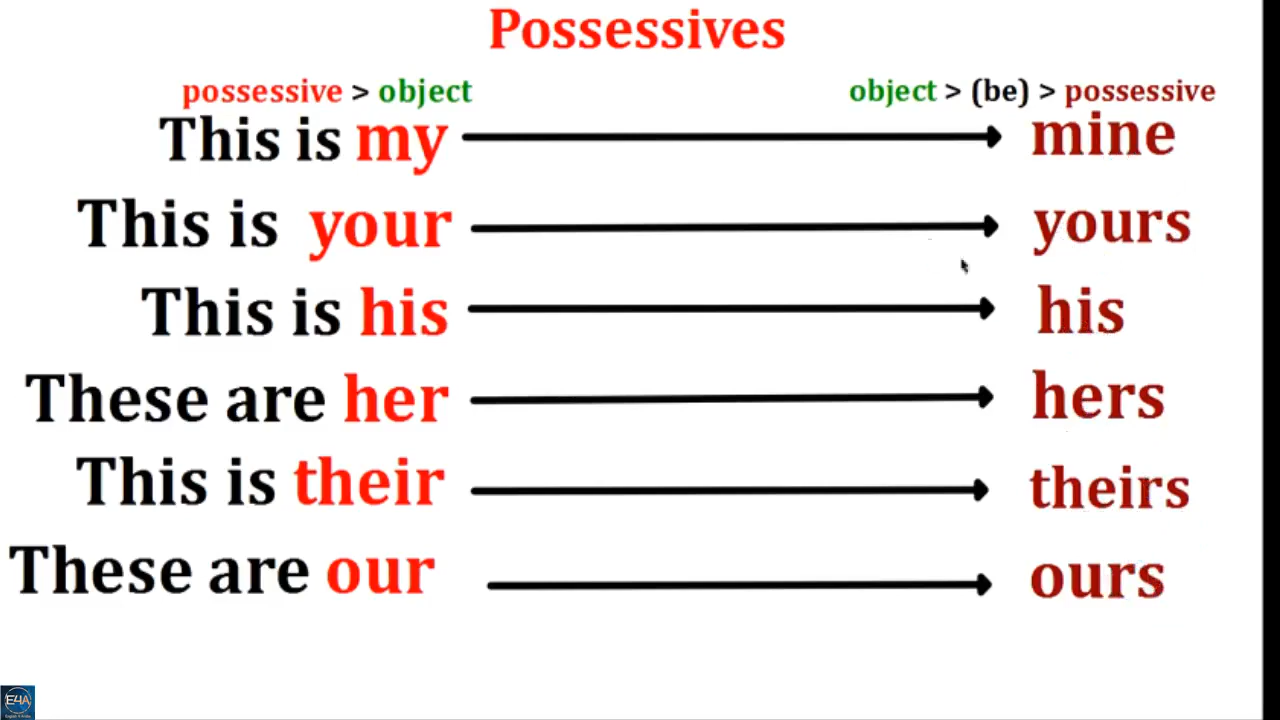 Possessives
possessive > object
object > (be) > possessive
This is my mine
This is your yours
This is his his
These are her hers
This is their theirs
These are our ours
E4A